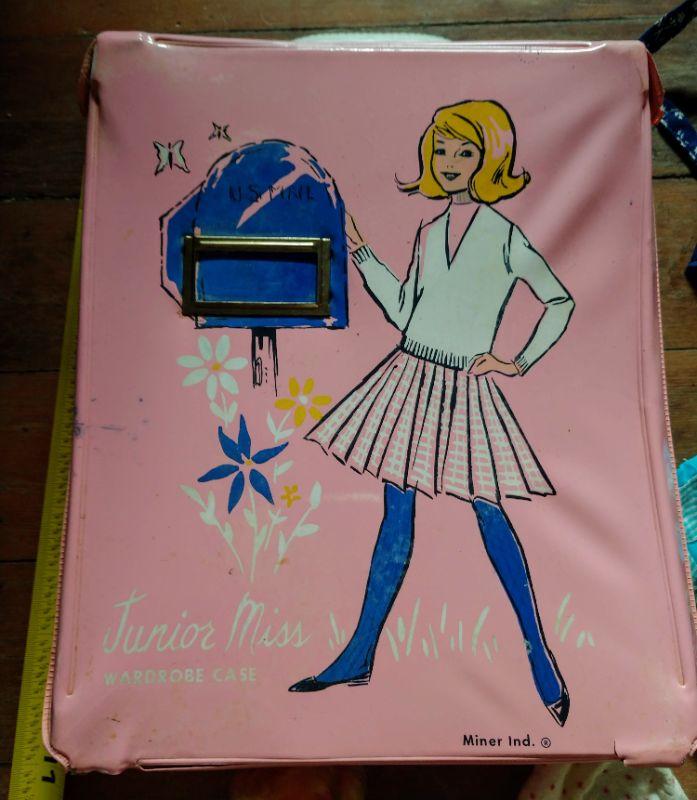 U.S MAIL
Junior Miss
WARDROBE CASE
Miner Ind. ®